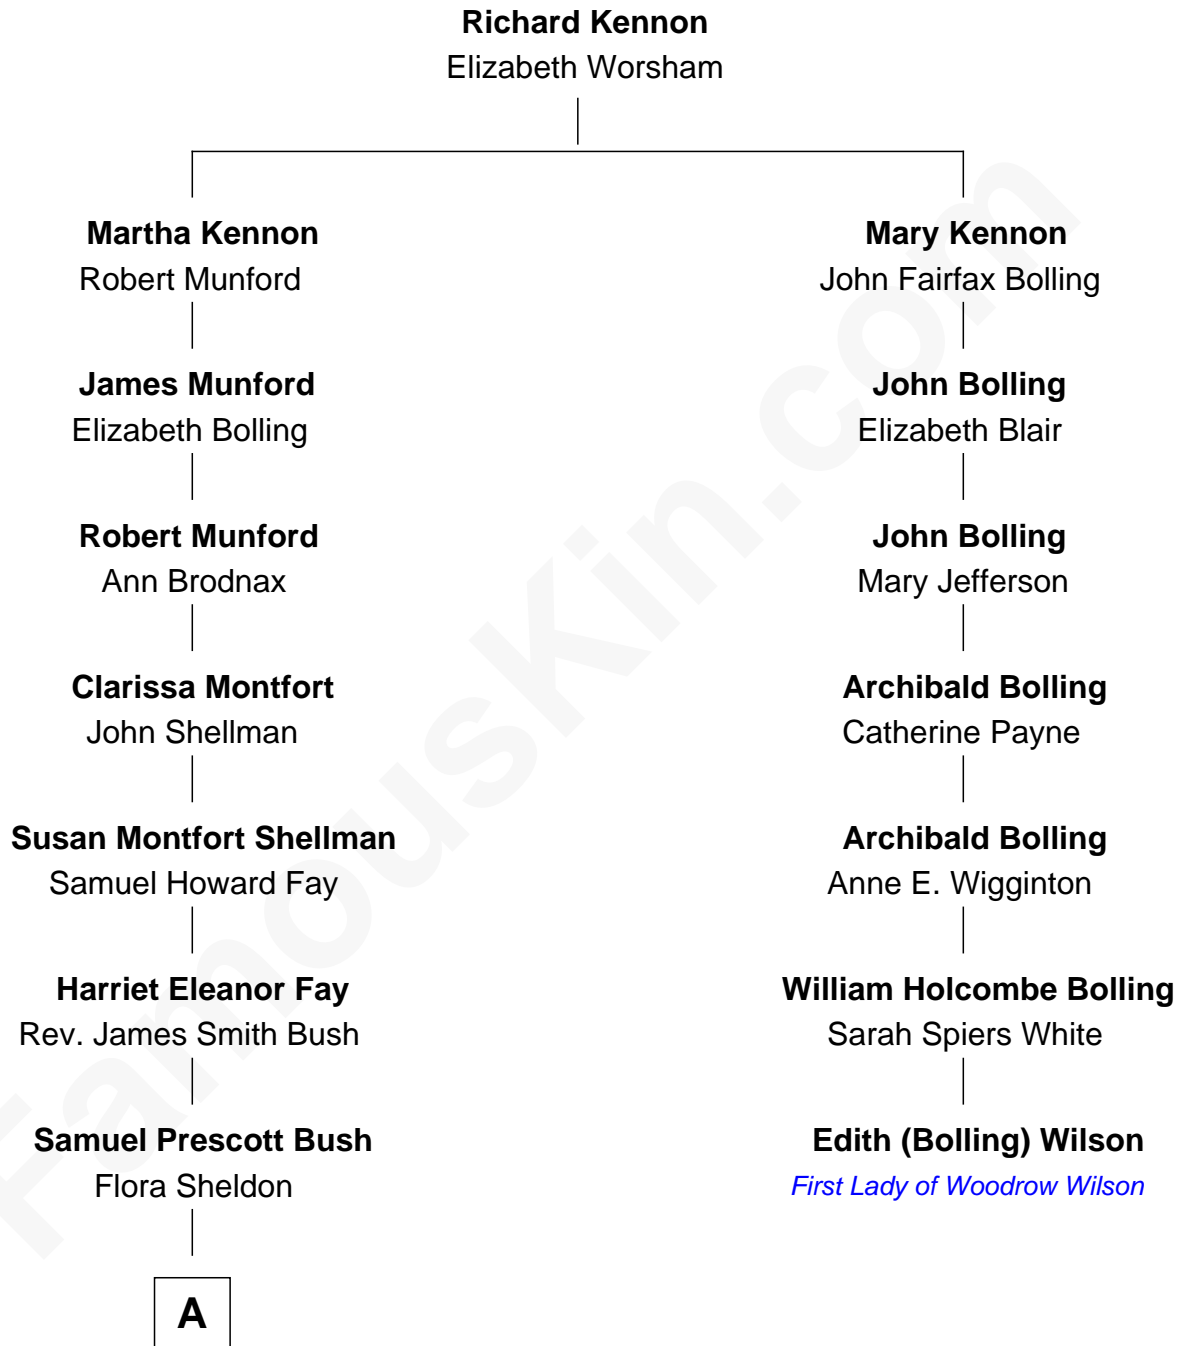 Richard Kennon
Elizabeth Worsham
Martha Kennon
Robert Munford
Mary Kennon
John Fairfax Bolling
James Munford
Elizabeth Bolling
John Bolling
Elizabeth Blair
Robert Munford
Ann Brodnax
John Bolling
Mary Jefferson
Clarissa Montfort
John Shellman
Archibald Bolling
Catherine Payne
Susan Montfort Shellman
Samuel Howard Fay
Archibald Bolling
Anne E. Wigginton
Harriet Eleanor Fay
Rev. James Smith Bush
William Holcombe Bolling
Sarah Spiers White
Samuel Prescott Bush
Flora Sheldon
Edith (Bolling) Wilson
First Lady of Woodrow Wilson
A
FamousKin.com